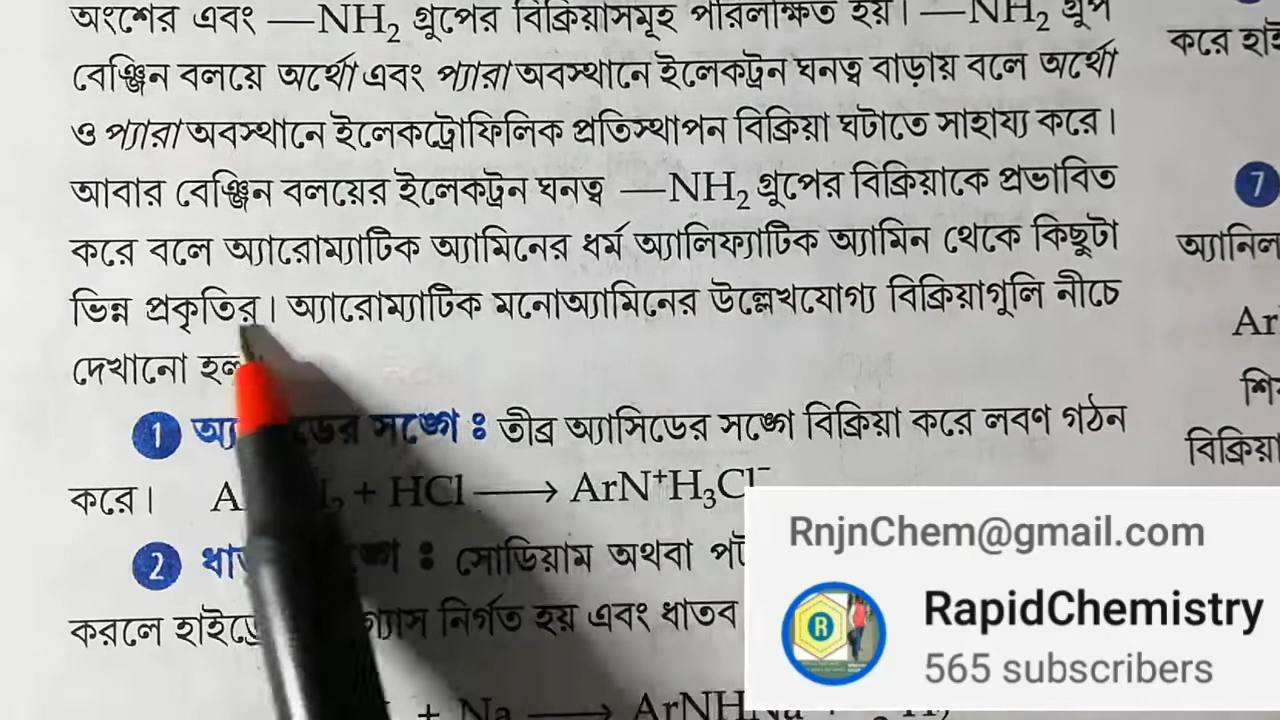 অংশের এবং —NH₂ গ্রুপের বিক্রিয়াসমূহ পরিলক্ষিত হয়। —NH₂ গ্রুপ
বেঞ্জিন বলয়ে অর্থো এবং প্যারা অবস্থানে ইলেকট্রন ঘনত্ব বাড়ায় বলে অর্থো
ও প্যারা অবস্থানে ইলেকট্রোফিলিক প্রতিস্থাপন বিক্রিয়া ঘটাতে সাহায্য করে।
আবার বেঞ্জিন বলয়ের ইলেকট্রন ঘনত্ব —NH₂ গ্রুপের বিক্রিয়াকে প্রভাবিত
করে বলে অ্যারোম্যাটিক অ্যামিনের ধর্ম অ্যালিফ্যাটিক অ্যামিন থেকে কিছুটা
ভিন্ন প্রকৃতির। অ্যারোম্যাটিক মনোঅ্যামিনের উল্লেখযোগ্য বিক্রিয়াগুলি নীচে
দেখানো হল
1 সঙ্গে : তীব্র অ্যাসিডের সঙ্গে বিক্রিয়া করে লবণ গঠন
করে। + HCl ⟶ ArN⁺H₃Cl⁻
2 : সোডিয়াম অথবা
করলে নির্গত হয় এবং ধাতব
+ Na ⟶
করে
7
Ar
বিক্রিয়া
RnjnChem@gmail.com
R
RapidChemistry
565 subscribers